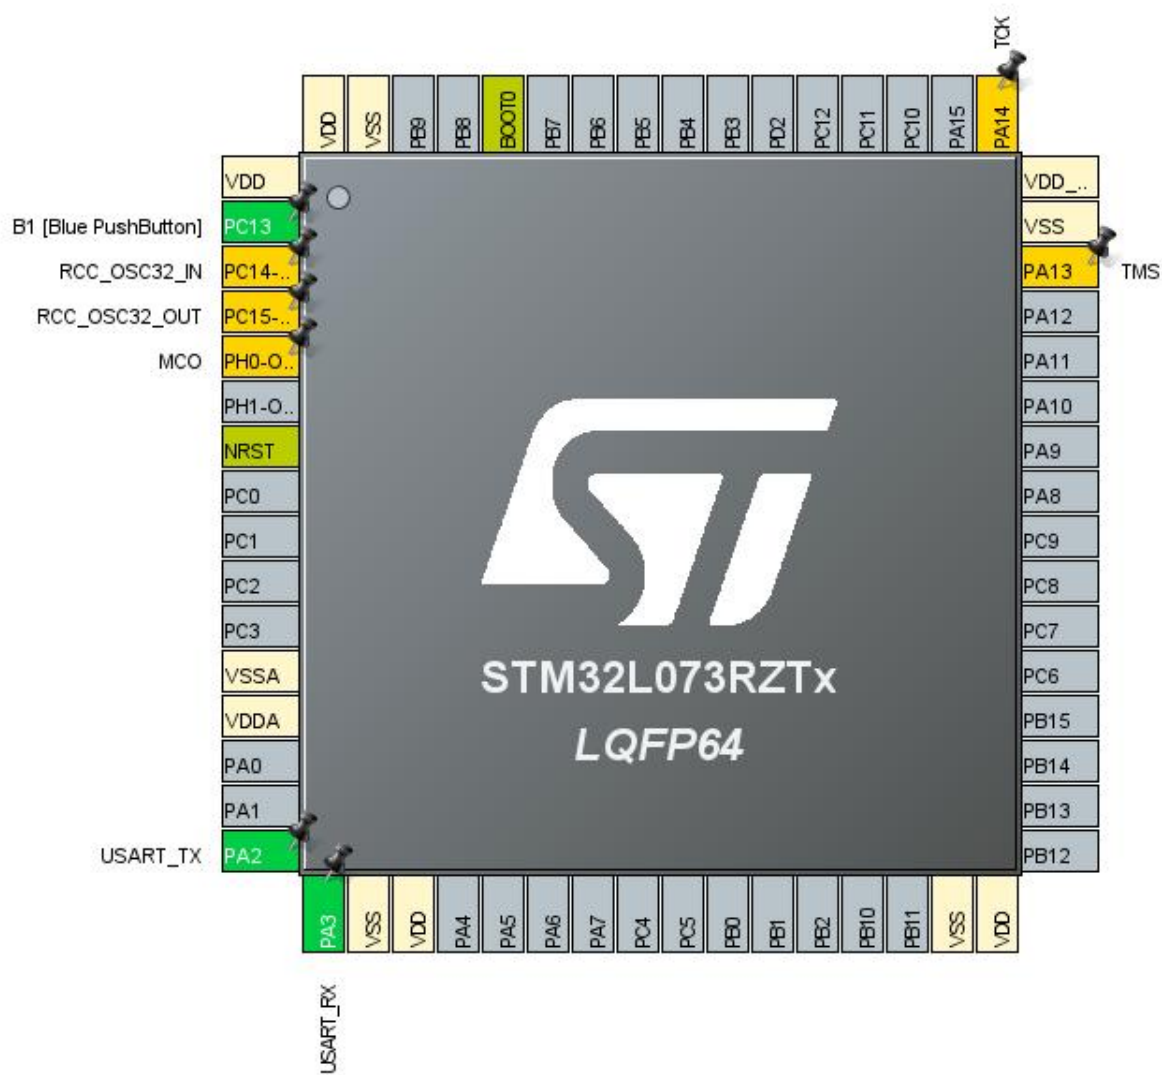 TCK
VDD
VSS
PB9
PB8
BOOT0
PB7
PB6
PB5
PB4
PB3
PD2
PC12
PC11
PC10
PA15
PA14
VDD
B1 [Blue PushButton] PC13
RCC_OSC32_IN PC14-..
RCC_OSC32_OUT PC15-..
MCO PH0-O..
PH1-O..
NRST
PC0
PC1
PC2
PC3
VSSA
VDDA
PA0
PA1
USART_TX PA2
STM32L073RZTx
LQFP64
VDD_..
VSS
PA13 TMS
PA12
PA11
PA10
PA9
PA8
PC9
PC8
PC7
PC6
PB15
PB14
PB13
PB12
PA3
VSS
VDD
PA4
PA5
PA6
PA7
PC4
PC5
PB0
PB1
PB2
PB10
PB11
VSS
VDD
USART_RX